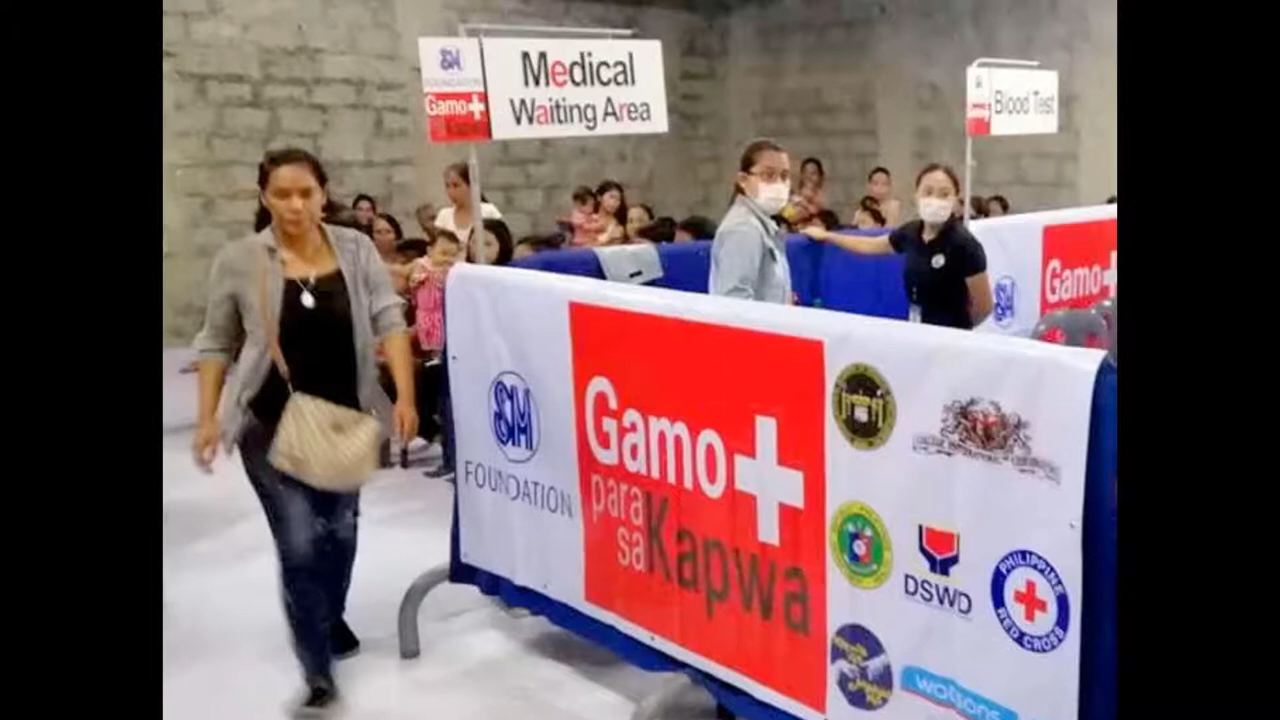 SM
FOUNDATION
Gamo+
Medical
Waiting Area
Blood Test
SM
Gamo+
SM
FOUNDATION
Gamo+
para
sa
Kapwa
DSWD
PHILIPPINE
RED CROSS
watsons